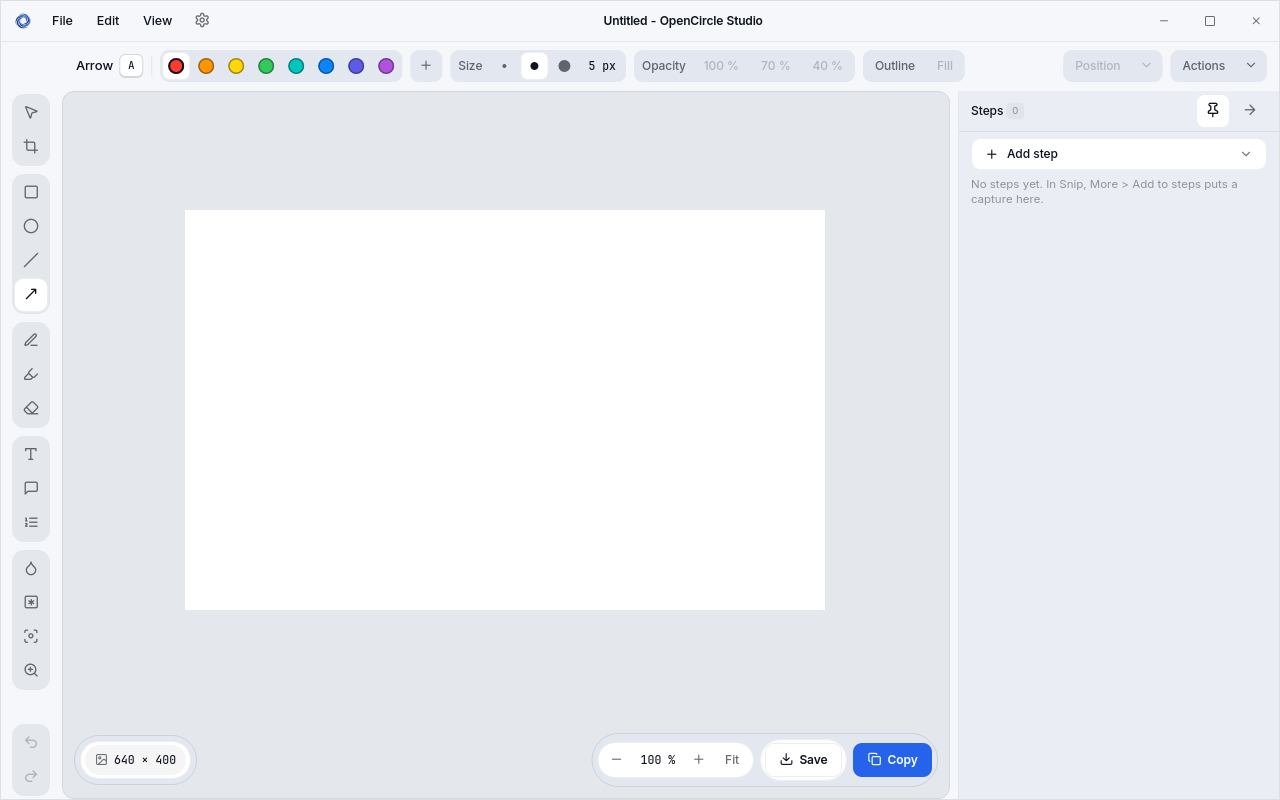 File Edit View
Untitled - OpenCircle Studio
Arrow A
Size 5 px
Opacity 100 % 70 % 40 %
Outline Fill
Position
Actions
Steps 0
Add step
No steps yet. In Snip, More > Add to steps puts a
capture here.
640 × 400
100 %
Fit
Save
Copy